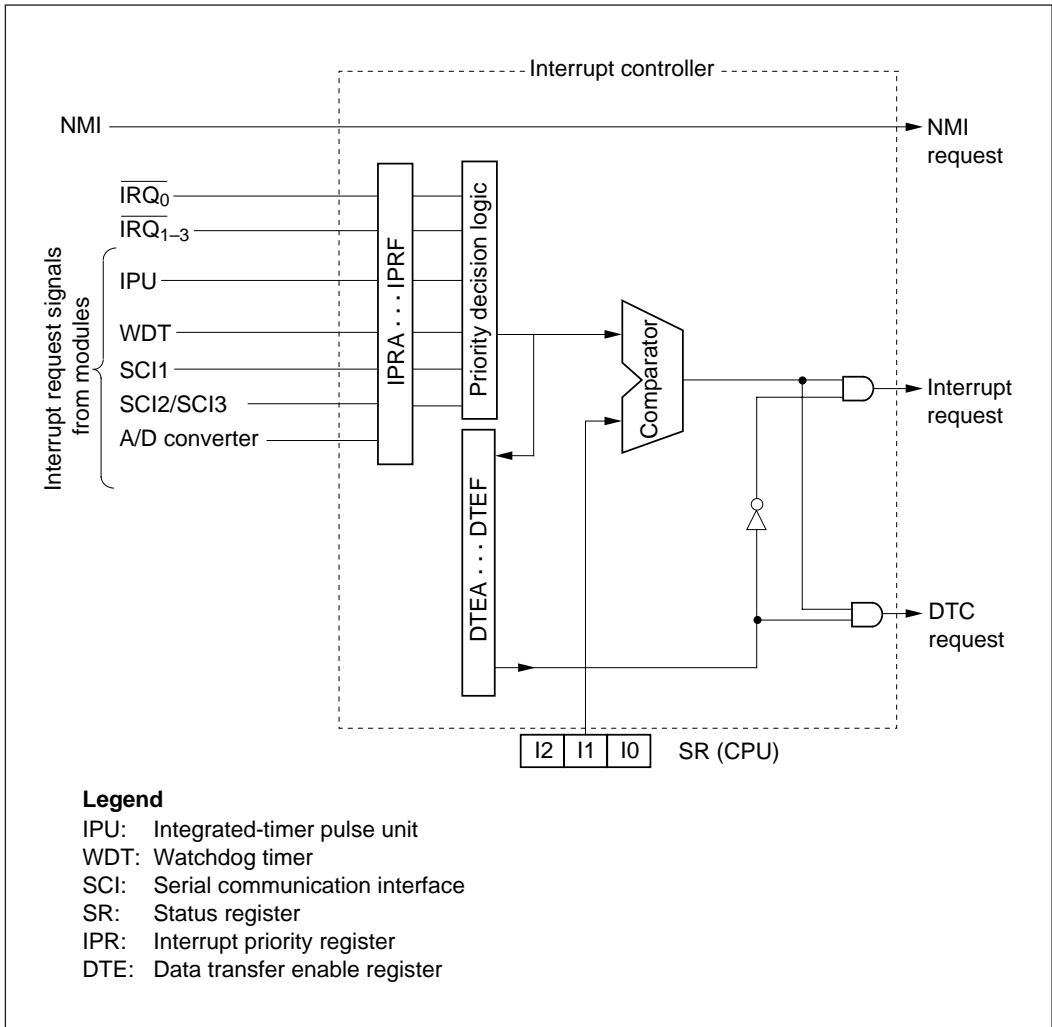 Interrupt controller
NMI
NMI
request
IRQ0
IRQ1–3
IPU
WDT
SCI1
SCI2/SCI3
A/D converter
Interrupt request signals
from modules
IPRA · · · IPRF
Priority decision logic
DTEA · · · DTEF
Comparator
Interrupt
request
DTC
request
I2 I1 I0 SR (CPU)
Legend
IPU: Integrated-timer pulse unit
WDT: Watchdog timer
SCI: Serial communication interface
SR: Status register
IPR: Interrupt priority register
DTE: Data transfer enable register